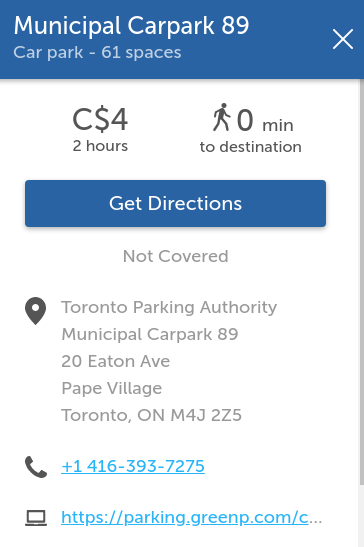 Municipal Carpark 89
Car park - 61 spaces
C$4
2 hours
0 min
to destination
Get Directions
Not Covered
Toronto Parking Authority
Municipal Carpark 89
20 Eaton Ave
Pape Village
Toronto, ON M4J 2Z5
+1 416-393-7275
https://parking.greenp.com/c...